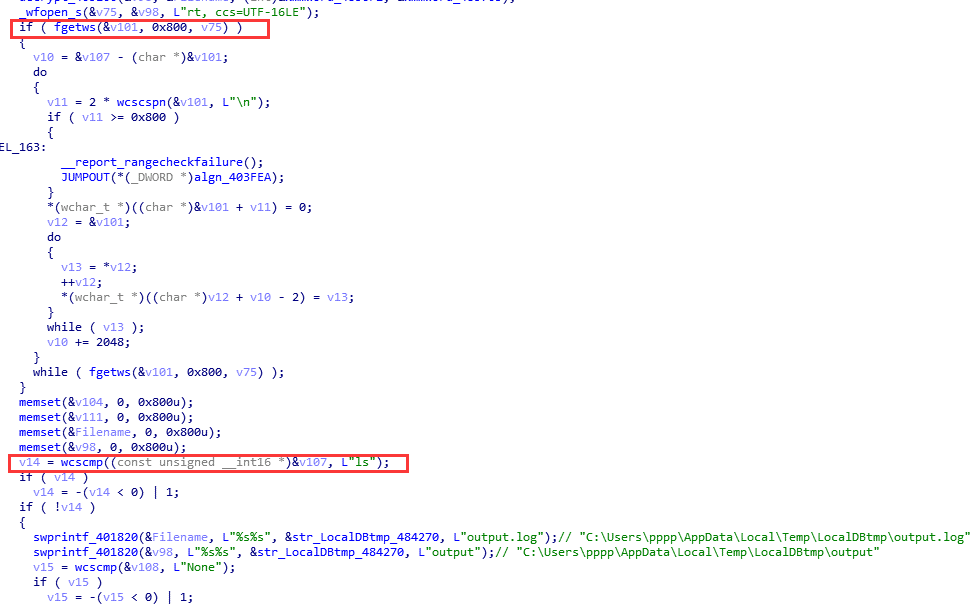 _wfopen_s(&v75, &v98, L"rt, ccs=UTF-16LE");
if ( fgetws(&v101, 0x800, v75) )
{
v10 = &v107 - (char *)&v101;
do
{
v11 = 2 * wcscspn(&v101, L"\n");
if ( v11 >= 0x800 )
{
EL_163:
__report_rangecheckfailure();
JUMPOUT(*(_DWORD *)algn_403FEA);
}
*(wchar_t *)((char *)&v101 + v11) = 0;
v12 = &v101;
do
{
v13 = *v12;
++v12;
*(wchar_t *)((char *)v12 + v10 - 2) = v13;
}
while ( v13 );
v10 += 2048;
}
while ( fgetws(&v101, 0x800, v75) );
}
memset(&v104, 0, 0x800u);
memset(&v111, 0, 0x800u);
memset(&Filename, 0, 0x800u);
memset(&v98, 0, 0x800u);
v14 = wcscmp((const unsigned __int16 *)&v107, L"ls");
if ( v14 )
v14 = -(v14 < 0) | 1;
if ( !v14 )
{
swprintf_401820(&Filename, L"%s%s", &str_LocalDBtmp_484270, L"output.log");// "C:\Users\pppp\AppData\Local\Temp\LocalDBtmp\output.log"
swprintf_401820(&v98, L"%s%s", &str_LocalDBtmp_484270, L"output");// "C:\Users\pppp\AppData\Local\Temp\LocalDBtmp\output"
v15 = wcscmp(&v108, L"None");
if ( v15 )
v15 = -(v15 < 0) | 1;